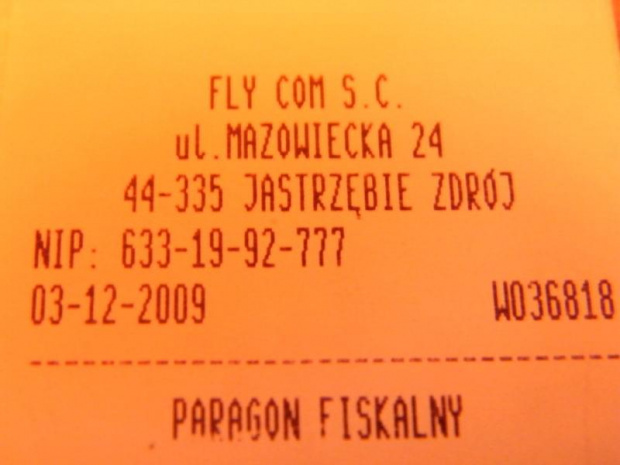 FLY COM S.C.
ul.MAZOWIECKA 24
44-335 JASTRZĘBIE ZDRÓJ
NIP: 633-19-92-777
03-12-2009 W036818
PARAGON FISKALNY